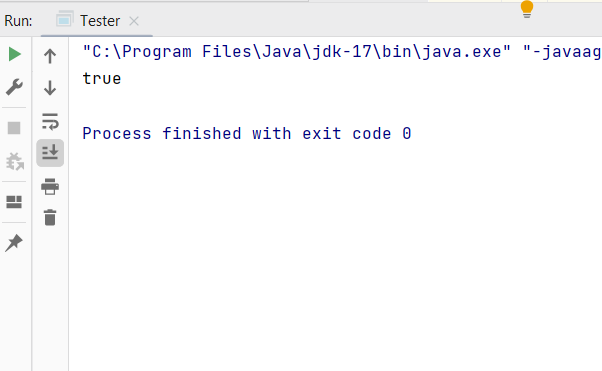 Run: Tester
"C:\Program Files\Java\jdk-17\bin\java.exe" "-javaag
true
Process finished with exit code 0